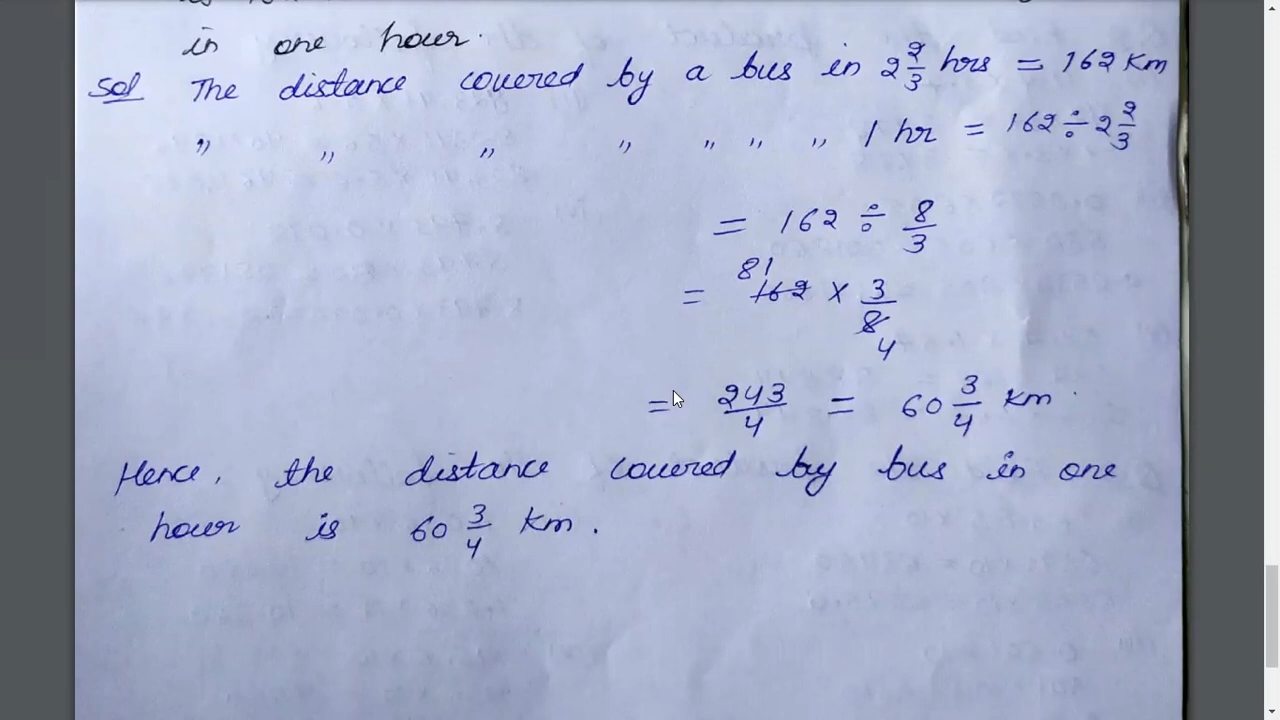 in one hour.
Sol The distance covered by a bus in 2 2/3 hrs = 162 km
" " " " " " " 1 hr = 162 ÷ 2 2/3
= 162 ÷ 8/3
81
= 162 × 3/8
4
= 243/4 = 60 3/4 km.
Hence, the distance covered by bus in one
hour is 60 3/4 km.